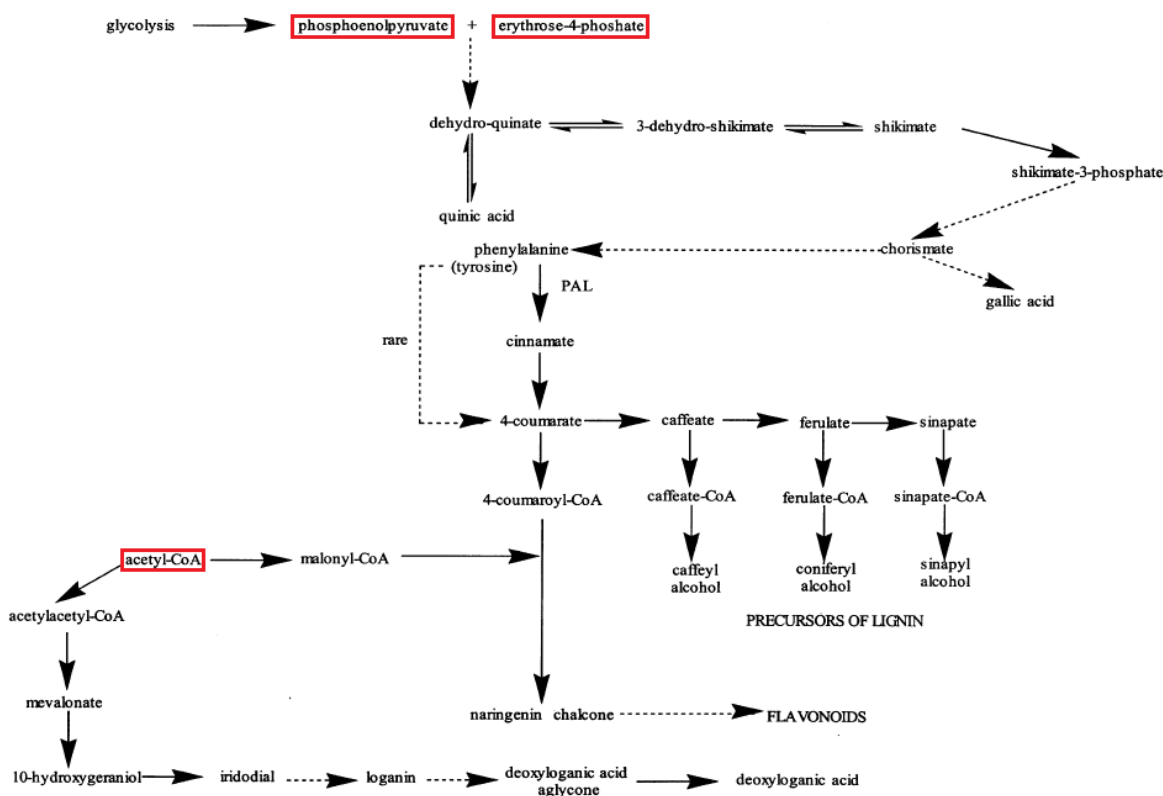 glycolysis phosphoenolpyruvate + erythrose-4-phoshate
dehydro-quinate 3-dehydro-shikimate shikimate
shikimate-3-phosphate
quinic acid
phenylalanine chorismate
(tyrosine)
PAL
gallic acid
rare cinnamate
4-coumarate caffeate ferulate sinapate
4-coumaroyl-CoA caffeate-CoA ferulate-CoA sinapate-CoA
acetyl-CoA malonyl-CoA
caffeyl coniferyl sinapyl
alcohol alcohol alcohol
acetylacetyl-CoA
PRECURSORS OF LIGNIN
mevalonate
naringenin chalcone FLAVONOIDS
10-hydroxygeraniol iridodial loganin deoxyloganic acid deoxyloganic acid
aglycone